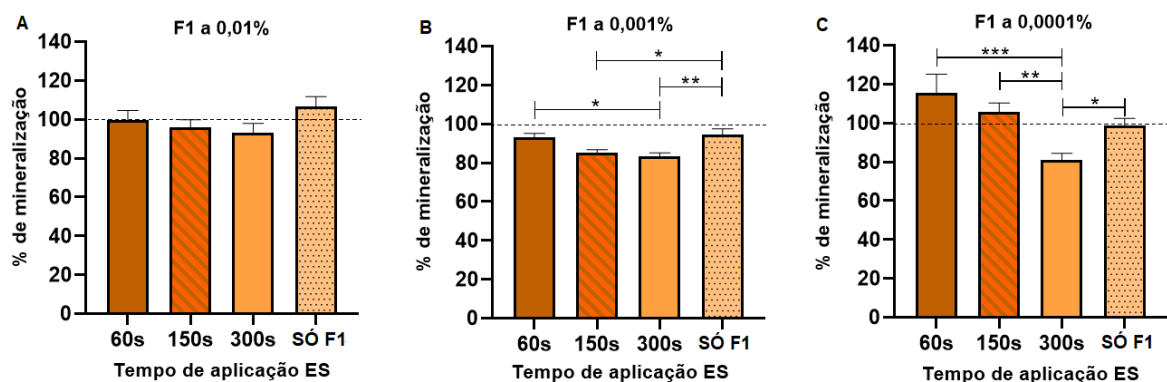 A
F1 a 0,01%
% de mineralização
140
120
100
80
60
40
20
0
60s
150s
300s
SÓ F1
Tempo de aplicação ES
B
F1 a 0,001%
% de mineralização
140
120
100
80
60
40
20
0
*
**
*
60s
150s
300s
SÓ F1
Tempo de aplicação ES
C
F1 a 0,0001%
% de mineralização
140
120
100
80
60
40
20
0
***
**
*
60s
150s
300s
SÓ F1
Tempo de aplicação ES